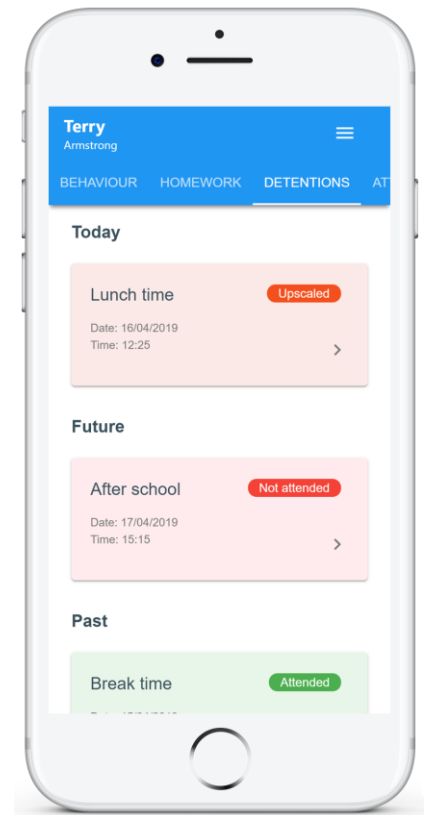 Terry
Armstrong
BEHAVIOUR HOMEWORK DETENTIONS
Today
Lunch time Upscaled
Date: 16/04/2019
Time: 12:25
Future
After school Not attended
Date: 17/04/2019
Time: 15:15
Past
Break time Attended